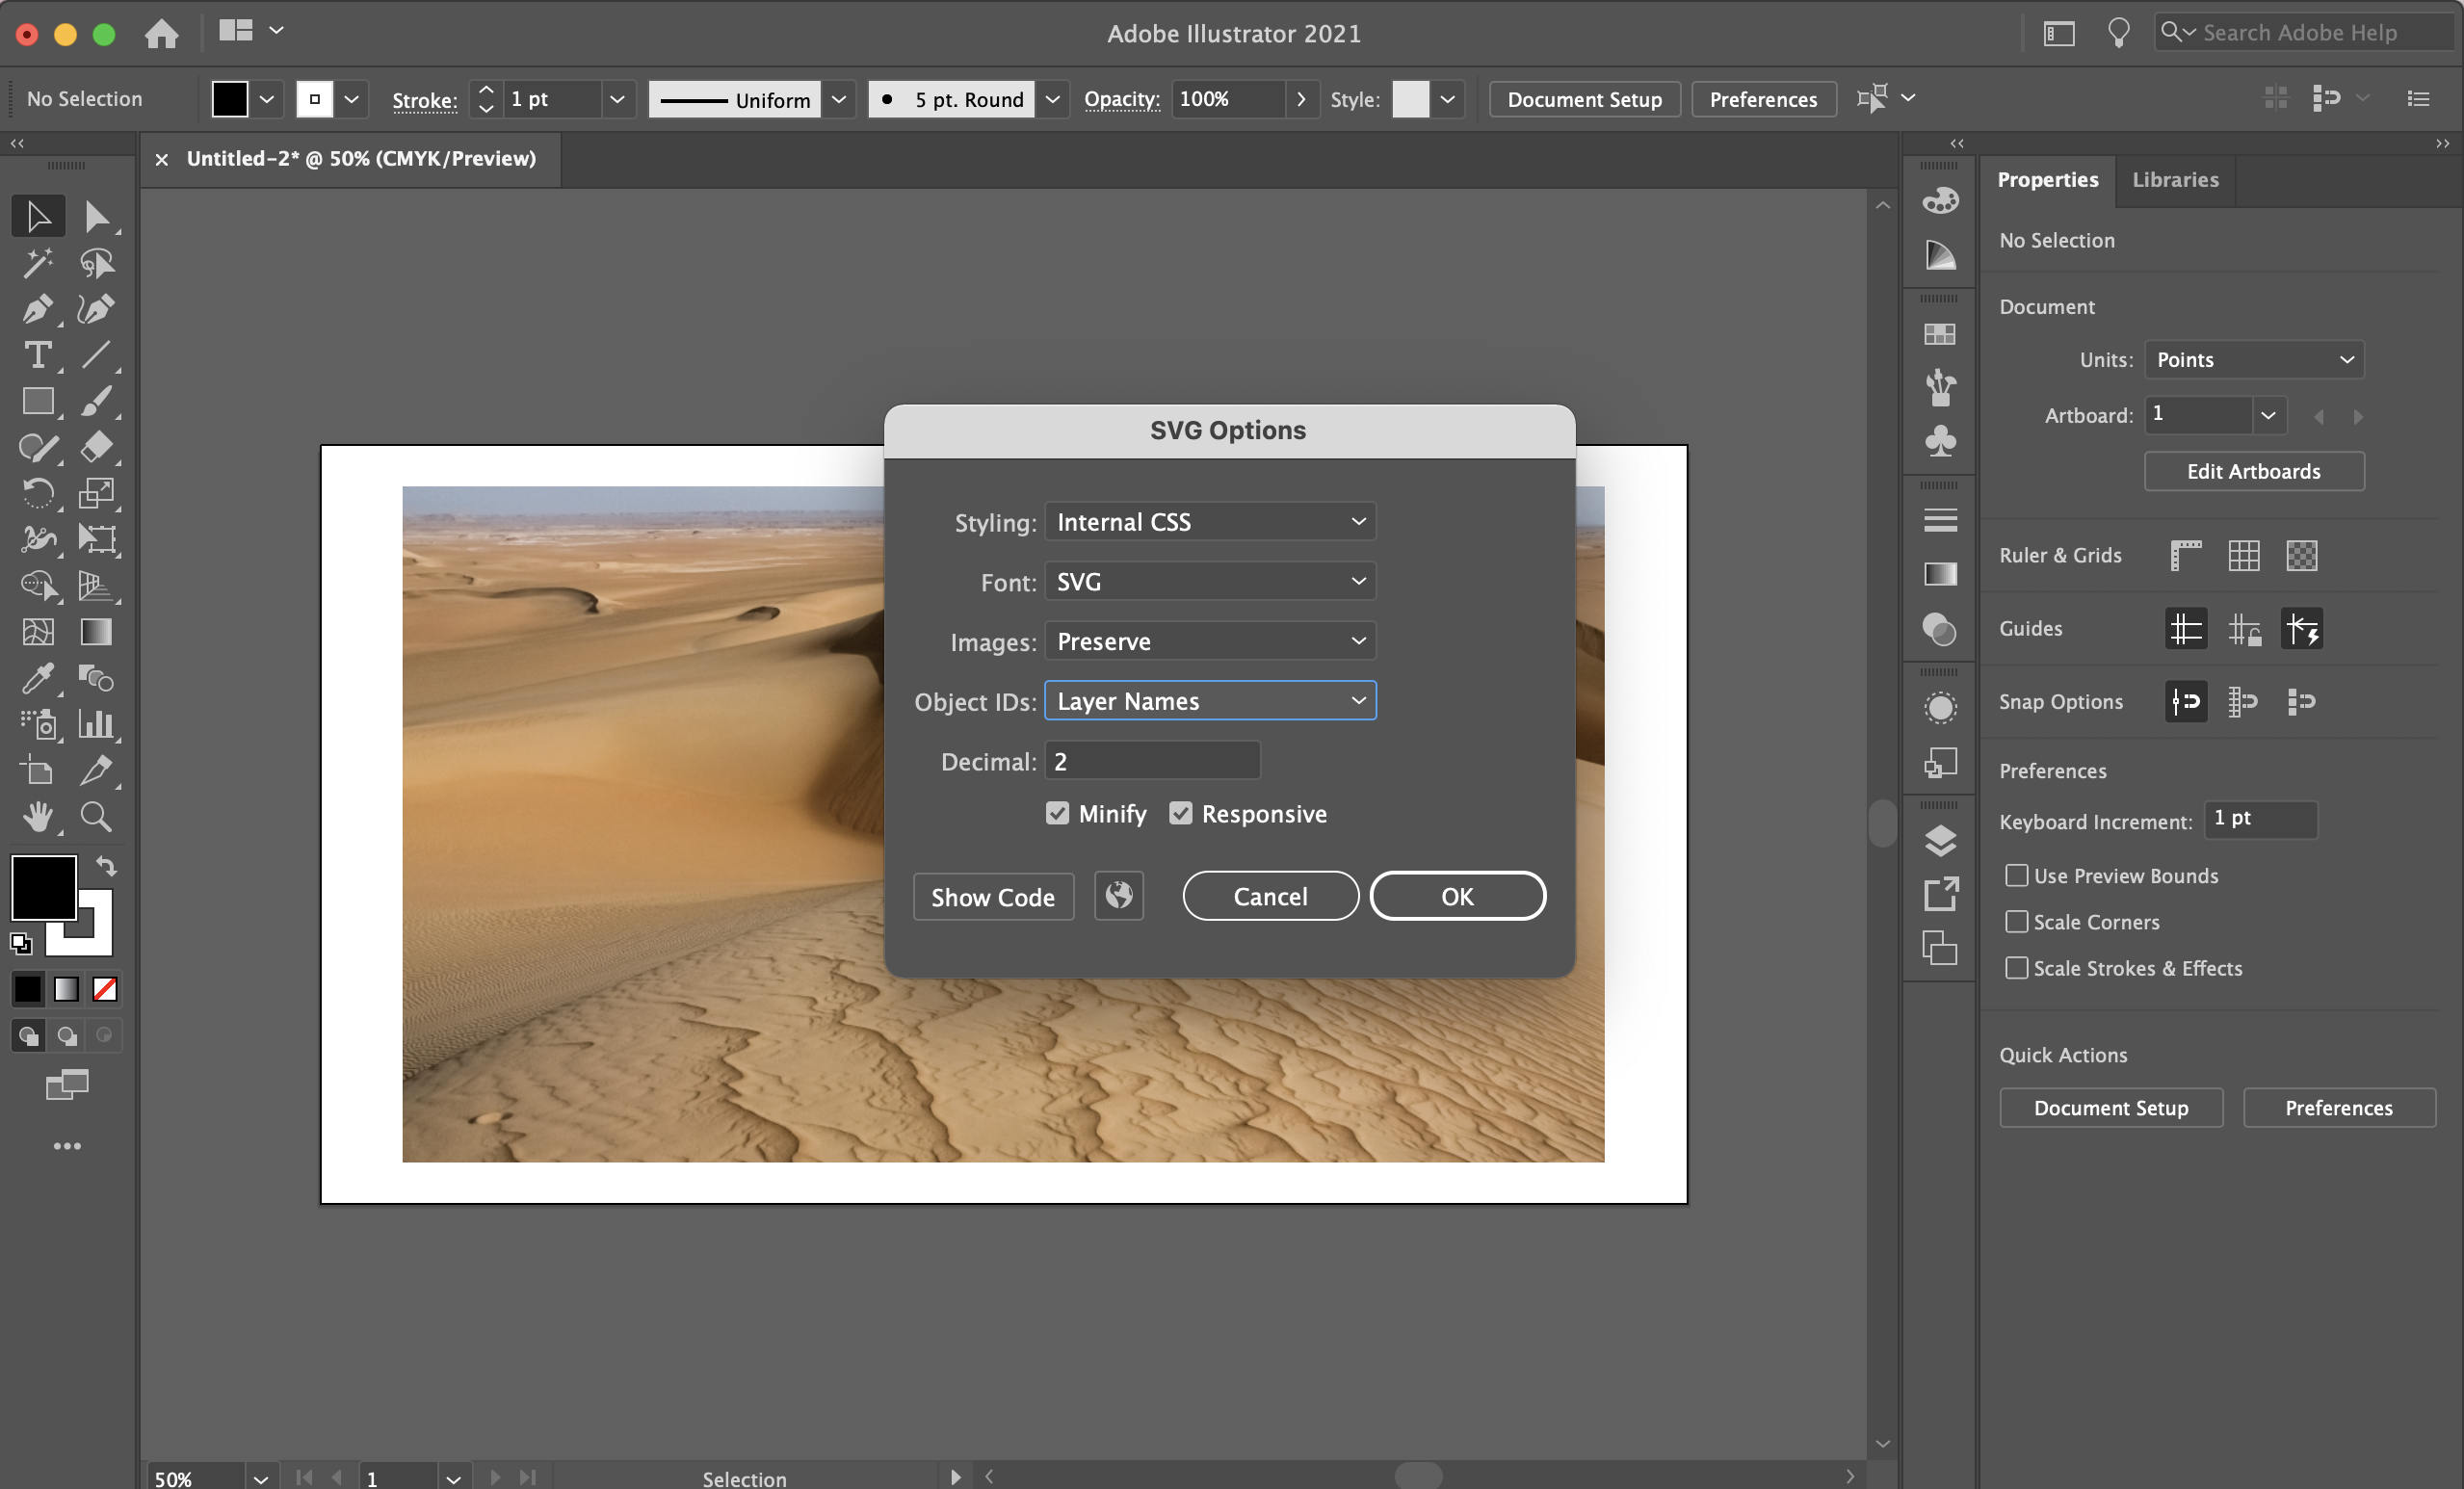 Adobe Illustrator 2021
Search Adobe Help
No Selection
Stroke:
1 pt
Uniform
5 pt. Round
Opacity:
100%
Style:
Document Setup
Preferences
Untitled-2* @ 50% (CMYK/Preview)
Properties
Libraries
No Selection
Document
Units:
Points
Artboard:
1
Edit Artboards
Ruler & Grids
Guides
Snap Options
Preferences
Keyboard Increment:
1 pt
Use Preview Bounds
Scale Corners
Scale Strokes & Effects
Quick Actions
Document Setup
Preferences
SVG Options
Styling:
Internal CSS
Font:
SVG
Images:
Preserve
Object IDs:
Layer Names
Decimal:
2
Minify
Responsive
Show Code
Cancel
OK
50%
1
Selection